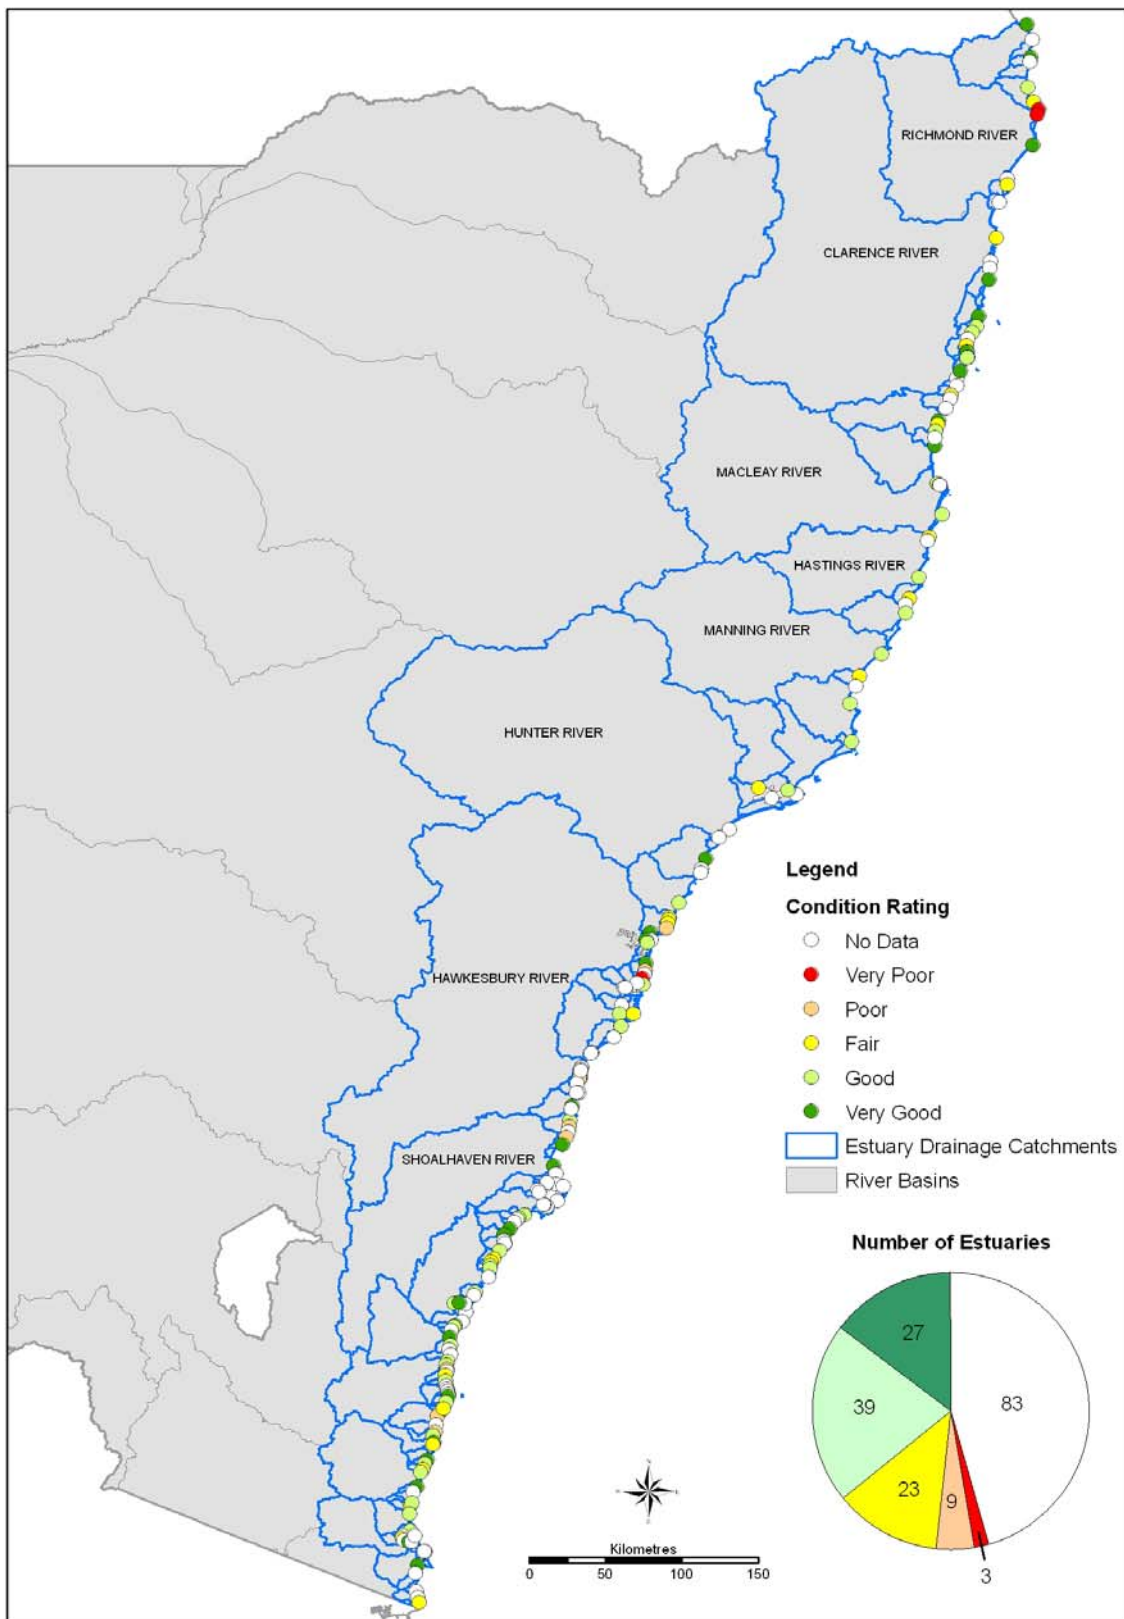 RICHMOND RIVER
CLARENCE RIVER
MACLEAY RIVER
HASTINGS RIVER
MANNING RIVER
HUNTER RIVER
HAWKESBURY RIVER
SHOALHAVEN RIVER
Legend
Condition Rating
No Data
Very Poor
Poor
Fair
Good
Very Good
Estuary Drainage Catchments
River Basins
Number of Estuaries
27
83
39
23
9
3
Kilometres
0 50 100 150